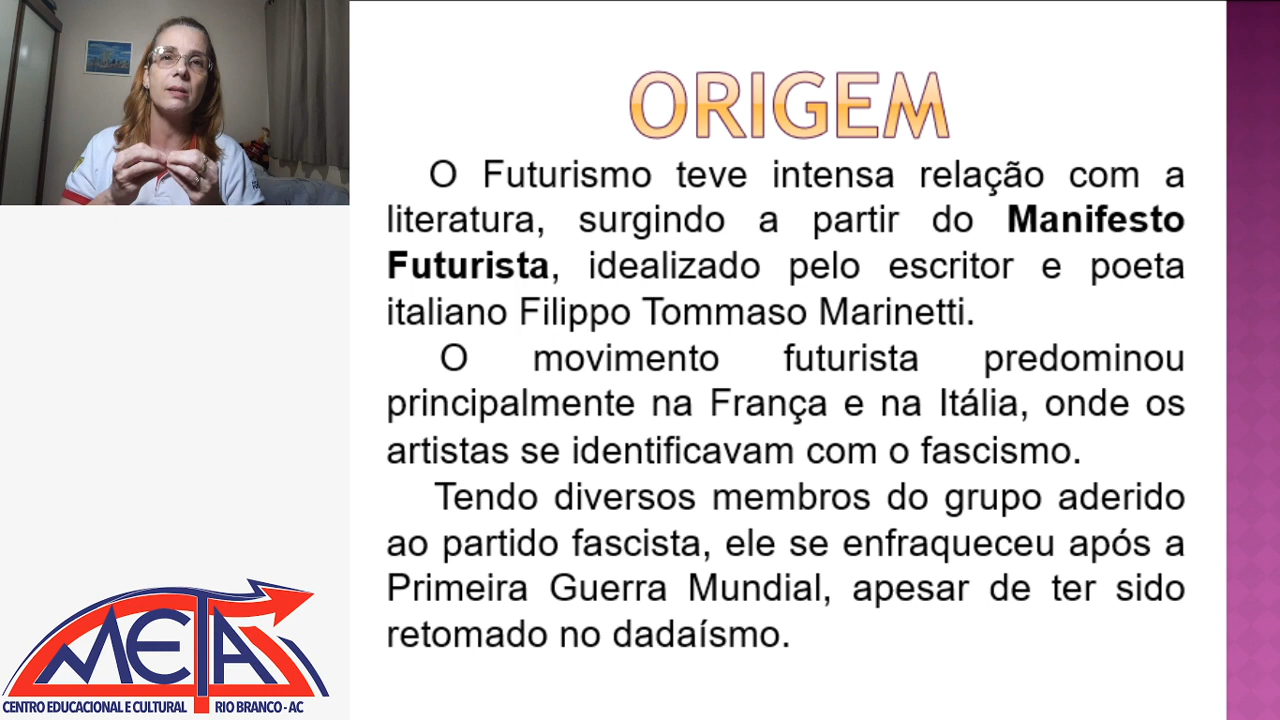 ORIGEM
O Futurismo teve intensa relação com a
literatura, surgindo a partir do Manifesto
Futurista, idealizado pelo escritor e poeta
italiano Filippo Tommaso Marinetti.
O movimento futurista predominou
principalmente na França e na Itália, onde os
artistas se identificavam com o fascismo.
Tendo diversos membros do grupo aderido
ao partido fascista, ele se enfraqueceu após a
Primeira Guerra Mundial, apesar de ter sido
retomado no dadaísmo.
META
CENTRO EDUCACIONAL E CULTURAL RIO BRANCO - AC